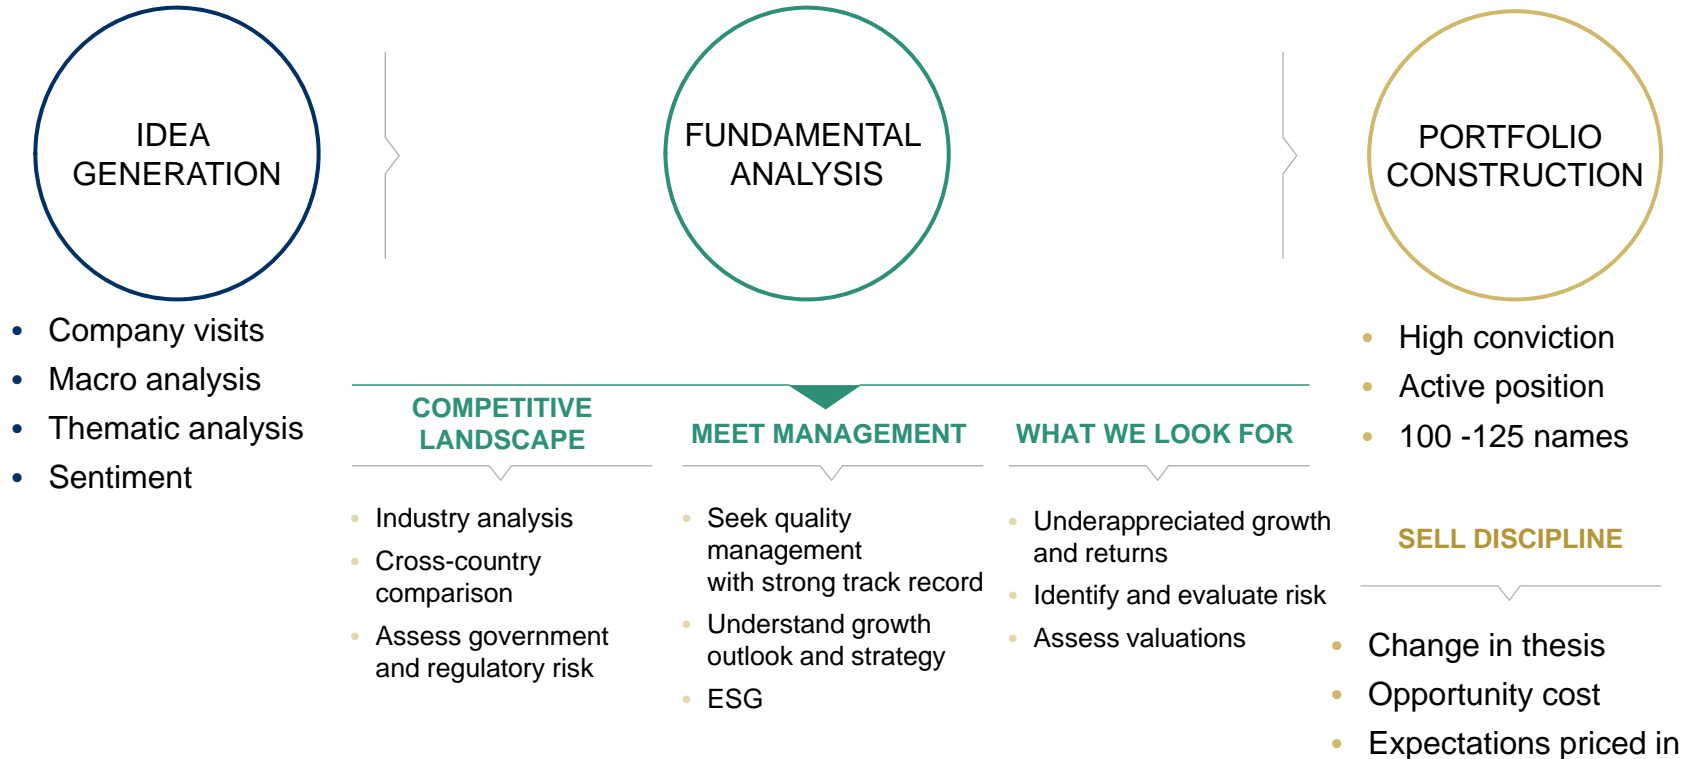 IDEA
GENERATION
• Company visits
• Macro analysis
• Thematic analysis
• Sentiment
FUNDAMENTAL
ANALYSIS
COMPETITIVE
LANDSCAPE
• Industry analysis
• Cross-country
comparison
• Assess government
and regulatory risk
MEET MANAGEMENT
• Seek quality
management
with strong track record
• Understand growth
outlook and strategy
• ESG
WHAT WE LOOK FOR
• Underappreciated growth
and returns
• Identify and evaluate risk
• Assess valuations
PORTFOLIO
CONSTRUCTION
• High conviction
• Active position
• 100 -125 names
SELL DISCIPLINE
• Change in thesis
• Opportunity cost
• Expectations priced in